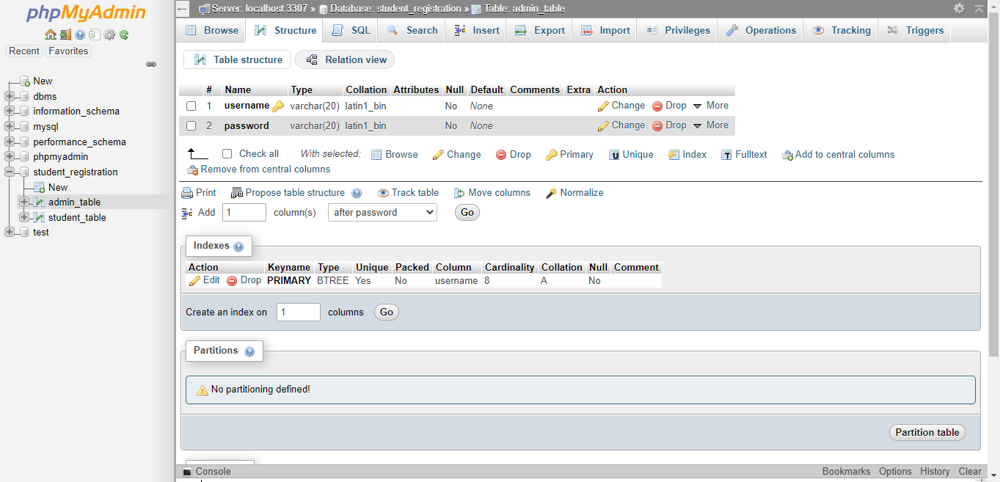 phpMyAdmin
Recent Favorites
New
dbms
information_schema
mysql
performance_schema
phpmyadmin
student_registration
New
admin_table
student_table
test
Server: localhost:3307 » Database: student_registration » Table: admin_table
Browse Structure SQL Search Insert Export Import Privileges Operations Tracking Triggers
Table structure Relation view
# Name Type Collation Attributes Null Default Comments Extra Action
1 username varchar(20) latin1_bin No None Change Drop More
2 password varchar(20) latin1_bin No None Change Drop More
Check all With selected: Browse Change Drop Primary Unique Index Fulltext Add to central columns
Remove from central columns
Print Propose table structure Track table Move columns Normalize
Add 1 column(s) after password Go
Indexes
Action Keyname Type Unique Packed Column Cardinality Collation Null Comment
Edit Drop PRIMARY BTREE Yes No username 8 A No
Create an index on 1 columns Go
Partitions
No partitioning defined!
Partition table
Console Bookmarks Options History Clear